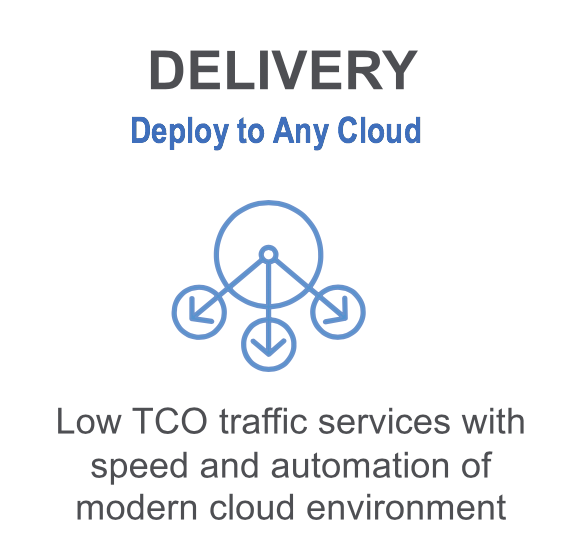 DELIVERY
Deploy to Any Cloud
Low TCO traffic services with
speed and automation of
modern cloud environment